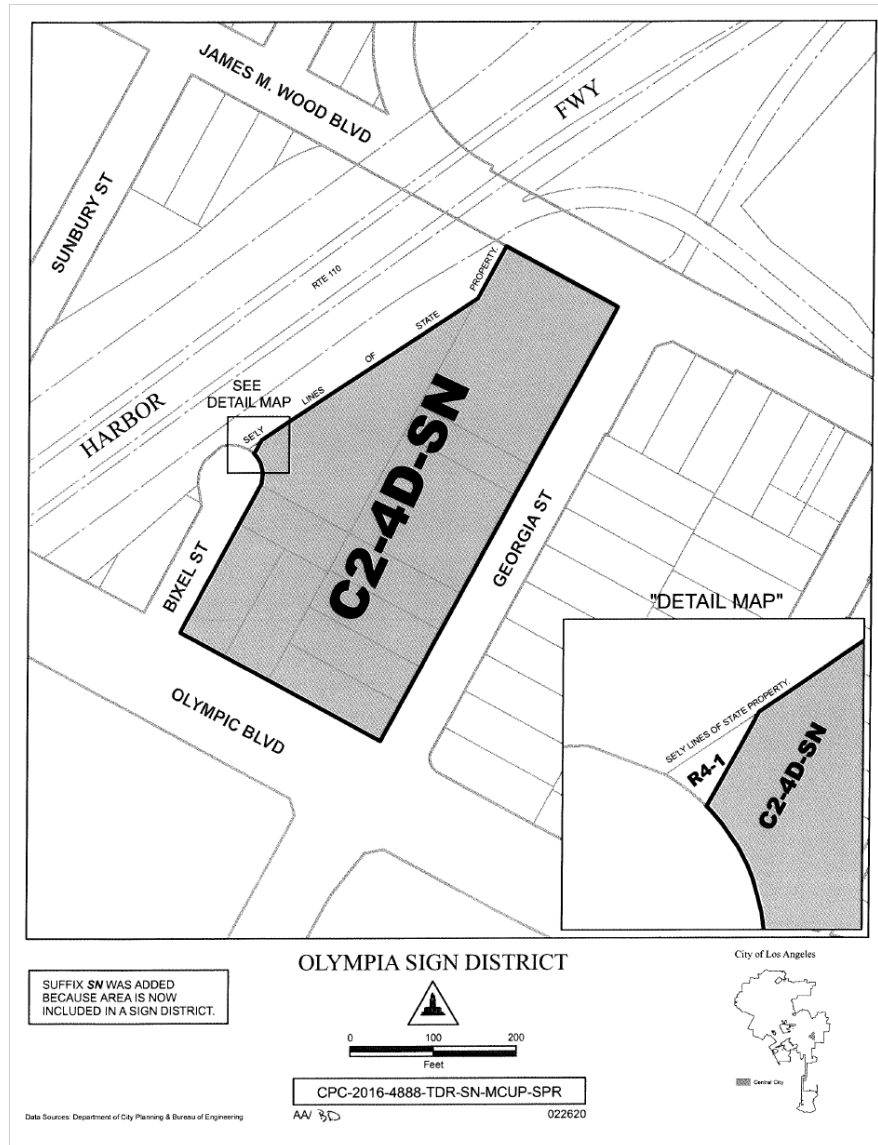 JAMES M. WOOD BLVD
FWY
SUNBURY ST
RTE 110
PROPERTY.
STATE
OF
LINES
SE'LY
SEE
DETAIL MAP
HARBOR
C2-4D-SN
GEORGIA ST
BIXEL ST
OLYMPIC BLVD
"DETAIL MAP"
SE'LY LINES OF STATE PROPERTY.
R4-1
C2-4D-SN
OLYMPIA SIGN DISTRICT
SUFFIX SN WAS ADDED
BECAUSE AREA IS NOW
INCLUDED IN A SIGN DISTRICT.
0 100 200
Feet
CPC-2016-4888-TDR-SN-MCUP-SPR
AA/ BD
022620
City of Los Angeles
Central City
Data Sources: Department of City Planning & Bureau of Engineering